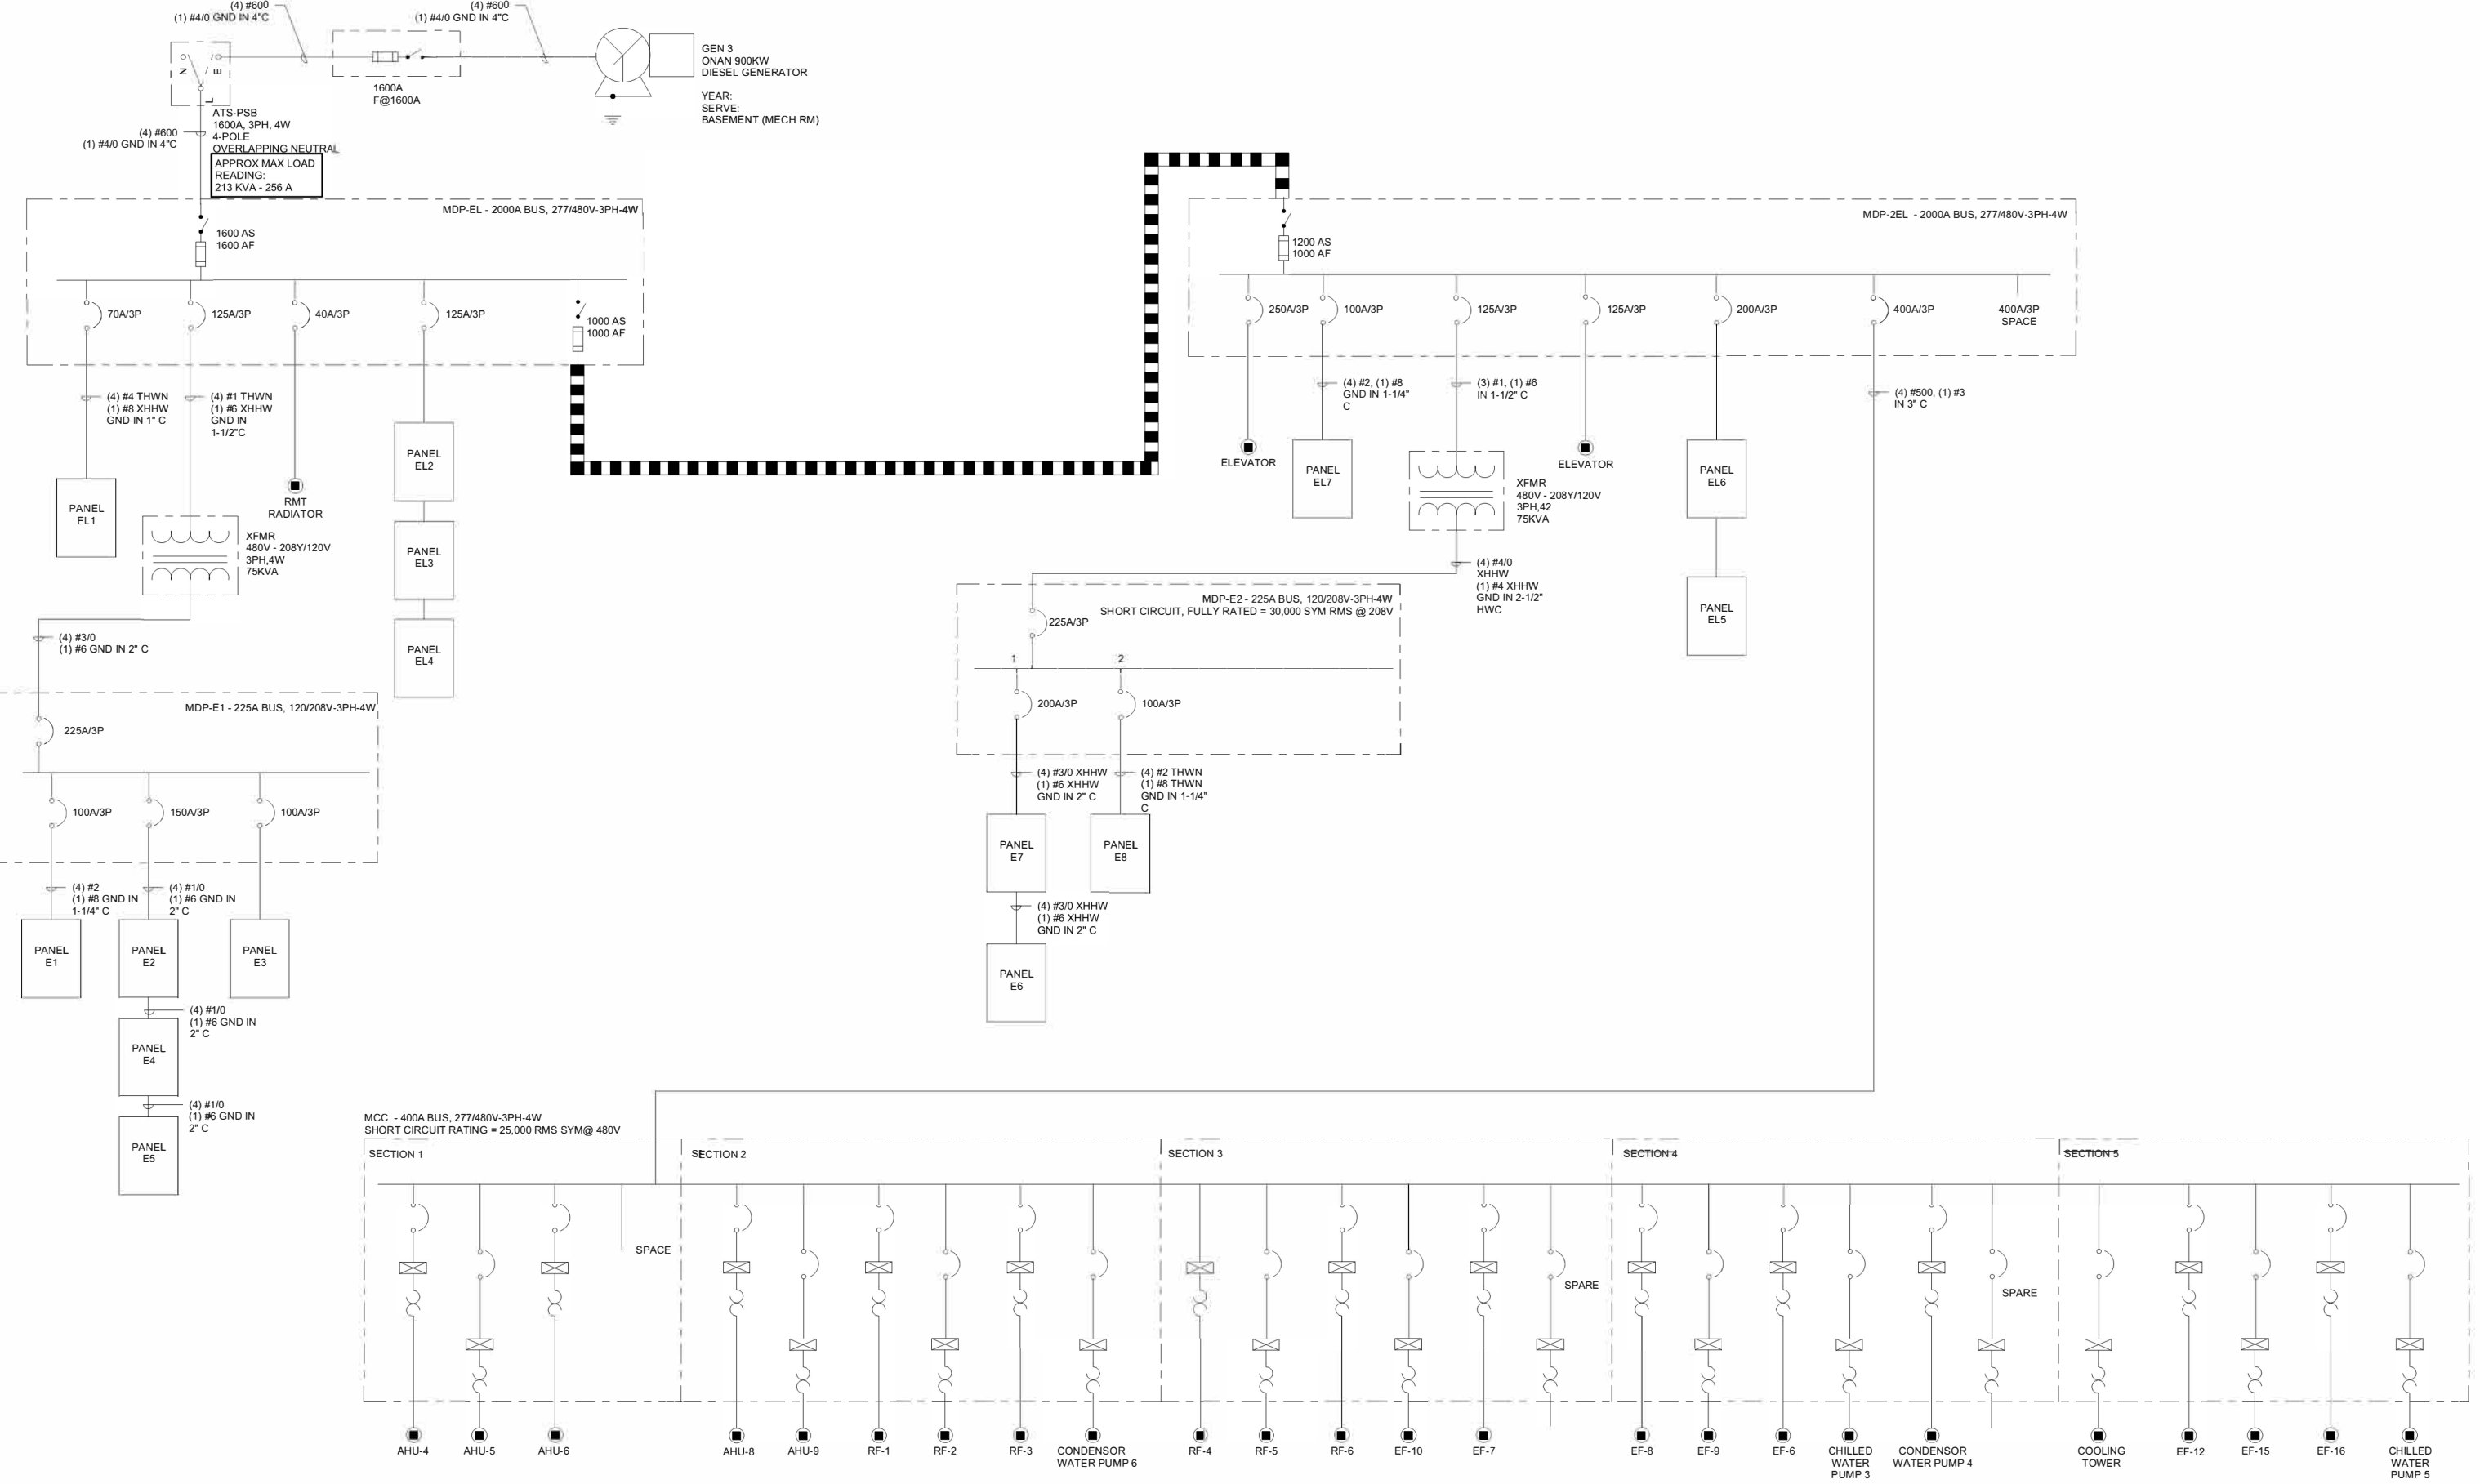 (4) #600
(1) #4/0 GND IN 4"C
(4) #600
(1) #4/0 GND IN 4"C
N
E
L
1600A
F@1600A
GEN 3
ONAN 900KW
DIESEL GENERATOR
YEAR:
SERVE:
BASEMENT (MECH RM)
ATS-PSB
1600A, 3PH, 4W
4-POLE
OVERLAPPING NEUTRAL
(4) #600
(1) #4/0 GND IN 4"C
APPROX MAX LOAD
READING:
213 KVA - 256 A
MDP-EL - 2000A BUS, 277/480V-3PH-4W
1600 AS
1600 AF
70A/3P
125A/3P
40A/3P
125A/3P
1000 AS
1000 AF
(4) #4 THWN
(1) #8 XHHW
GND IN 1" C
(4) #1 THWN
(1) #6 XHHW
GND IN
1-1/2"C
PANEL
EL1
RMT
RADIATOR
PANEL
EL2
PANEL
EL3
PANEL
EL4
XFMR
480V - 208Y/120V
3PH,4W
75KVA
(4) #3/0
(1) #6 GND IN 2" C
MDP-E1 - 225A BUS, 120/208V-3PH-4W
225A/3P
100A/3P
150A/3P
100A/3P
(4) #2
(1) #8 GND IN
1-1/4" C
(4) #1/0
(1) #6 GND IN
2" C
PANEL
E1
PANEL
E2
PANEL
E3
(4) #1/0
(1) #6 GND IN
2" C
PANEL
E4
(4) #1/0
(1) #6 GND IN
2" C
PANEL
E5
MDP-2EL - 2000A BUS, 277/480V-3PH-4W
1200 AS
1000 AF
250A/3P
100A/3P
125A/3P
125A/3P
200A/3P
400A/3P
400A/3P
SPACE
(4) #2, (1) #8
GND IN 1-1/4"
C
(3) #1, (1) #6
IN 1-1/2" C
(4) #500, (1) #3
IN 3" C
ELEVATOR
PANEL
EL7
XFMR
480V - 208Y/120V
3PH,42
75KVA
ELEVATOR
PANEL
EL6
PANEL
EL5
(4) #4/0
XHHW
(1) #4 XHHW
GND IN 2-1/2"
HWC
MDP-E2 - 225A BUS, 120/208V-3PH-4W
SHORT CIRCUIT, FULLY RATED = 30,000 SYM RMS @ 208V
225A/3P
1
2
200A/3P
100A/3P
(4) #3/0 XHHW
(1) #6 XHHW
GND IN 2" C
(4) #2 THWN
(1) #8 THWN
GND IN 1-1/4"
C
PANEL
E7
PANEL
E8
(4) #3/0 XHHW
(1) #6 XHHW
GND IN 2" C
PANEL
E6
MCC - 400A BUS, 277/480V-3PH-4W
SHORT CIRCUIT RATING = 25,000 RMS SYM@ 480V
SECTION 1
SECTION 2
SECTION 3
SECTION 4
SECTION 5
SPACE
SPARE
SPARE
AHU-4
AHU-5
AHU-6
AHU-8
AHU-9
RF-1
RF-2
RF-3
CONDENSOR
WATER PUMP 6
RF-4
RF-5
RF-6
EF-10
EF-7
EF-8
EF-9
EF-6
CHILLED
WATER
PUMP 3
CONDENSOR
WATER PUMP 4
COOLING
TOWER
EF-12
EF-15
EF-16
CHILLED
WATER
PUMP 5